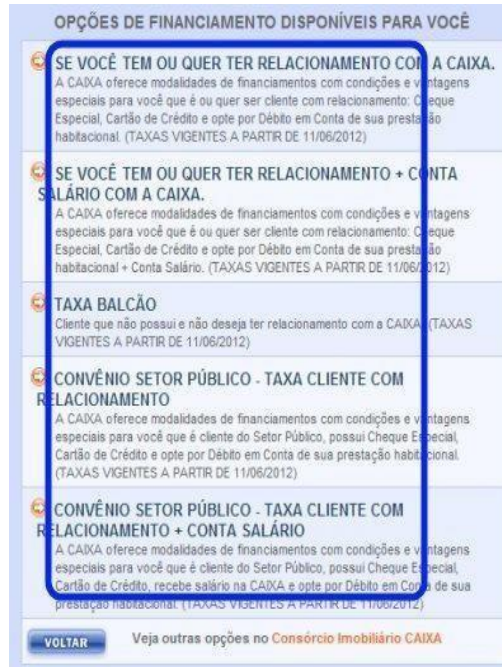 OPÇÕES DE FINANCIAMENTO DISPONÍVEIS PARA VOCÊ
SE VOCÊ TEM OU QUER TER RELACIONAMENTO COM A CAIXA.
A CAIXA oferece modalidades de financiamentos com condições e vantagens
especiais para você que é ou quer ser cliente com relacionamento: Cheque
Especial, Cartão de Crédito e opte por Débito em Conta de sua prestação
habitacional. (TAXAS VIGENTES A PARTIR DE 11/06/2012)
SE VOCÊ TEM OU QUER TER RELACIONAMENTO + CONTA
SALÁRIO COM A CAIXA.
A CAIXA oferece modalidades de financiamentos com condições e vantagens
especiais para você que é ou quer ser cliente com relacionamento: Cheque
Especial, Cartão de Crédito e opte por Débito em Conta de sua prestação
habitacional + Conta Salário. (TAXAS VIGENTES A PARTIR DE 11/06/2012)
TAXA BALCÃO
Cliente que não possui e não deseja ter relacionamento com a CAIXA. (TAXAS
VIGENTES A PARTIR DE 11/06/2012)
CONVÊNIO SETOR PÚBLICO - TAXA CLIENTE COM
RELACIONAMENTO
A CAIXA oferece modalidades de financiamentos com condições e vantagens
especiais para você que é cliente do Setor Público, possui Cheque Especial,
Cartão de Crédito e opte por Débito em Conta de sua prestação habitacional.
(TAXAS VIGENTES A PARTIR DE 11/06/2012)
CONVÊNIO SETOR PÚBLICO - TAXA CLIENTE COM
RELACIONAMENTO + CONTA SALÁRIO
A CAIXA oferece modalidades de financiamentos com condições e vantagens
especiais para você que é cliente do Setor Público, possui Cheque Especial,
Cartão de Crédito, recebe salário na CAIXA e opte por Débito em Conta de sua
prestação habitacional. (TAXAS VIGENTES A PARTIR DE 11/06/2012)
VOLTAR Veja outras opções no Consórcio Imobiliário CAIXA